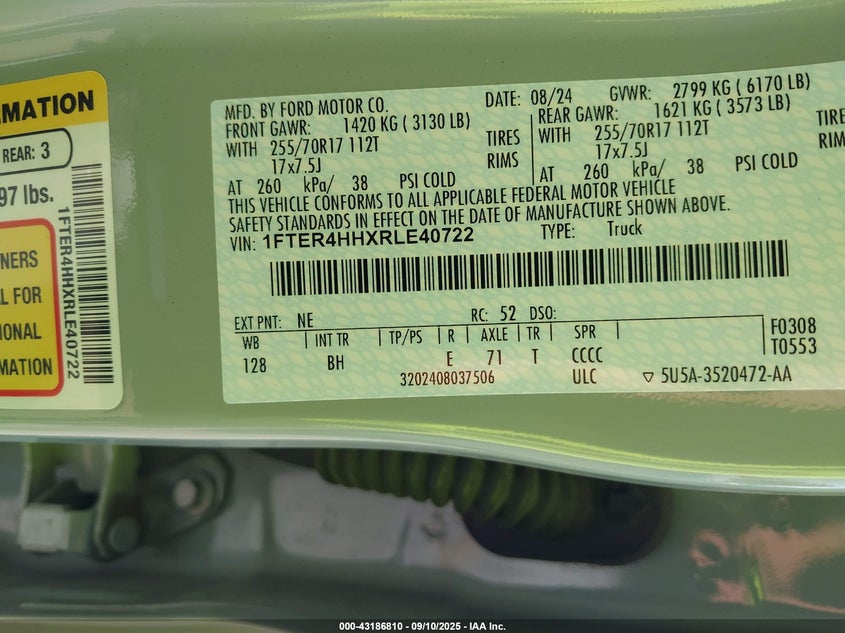 MATION
REAR: 3
97 lbs.
1FTER4HHXRLE40722
NERS
L FOR
IONAL
MATION
MFD. BY FORD MOTOR CO.
DATE: 08/24 GVWR: 2799 KG ( 6170 LB)
FRONT GAWR: 1420 KG ( 3130 LB)
REAR GAWR: 1621 KG ( 3573 LB)
WITH 255/70R17 112T TIRES
WITH 255/70R17 112T TIRE
17x7.5J RIMS
17x7.5J RIM
AT 260 kPa/ 38 PSI COLD
AT 260 kPa/ 38 PSI COLD
THIS VEHICLE CONFORMS TO ALL APPLICABLE FEDERAL MOTOR VEHICLE
SAFETY STANDARDS IN EFFECT ON THE DATE OF MANUFACTURE SHOWN ABOVE.
VIN: 1FTER4HHXRLE40722 TYPE: Truck
EXT PNT: NE RC: 52 DSO:
WB | INT TR | TP/PS | R | AXLE | TR | SPR | F0308
128 BH E 71 T CCCC T0553
3202408037506 ULC ▽ 5U5A-3520472-AA
000-43186810 - 09/10/2025 - IAA Inc.